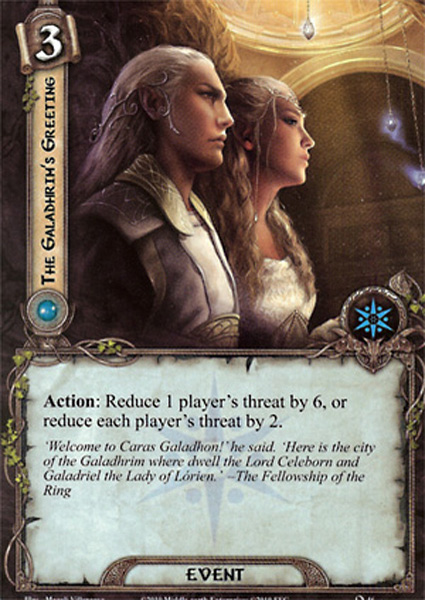 3
THE GALADHRIM'S GREETING
Action: Reduce 1 player's threat by 6, or
reduce each player's threat by 2.
'Welcome to Caras Galadhon!' he said. 'Here is the city
of the Galadhrim where dwell the Lord Celeborn and
Galadriel the Lady of Lórien.' –The Fellowship of the
Ring
EVENT